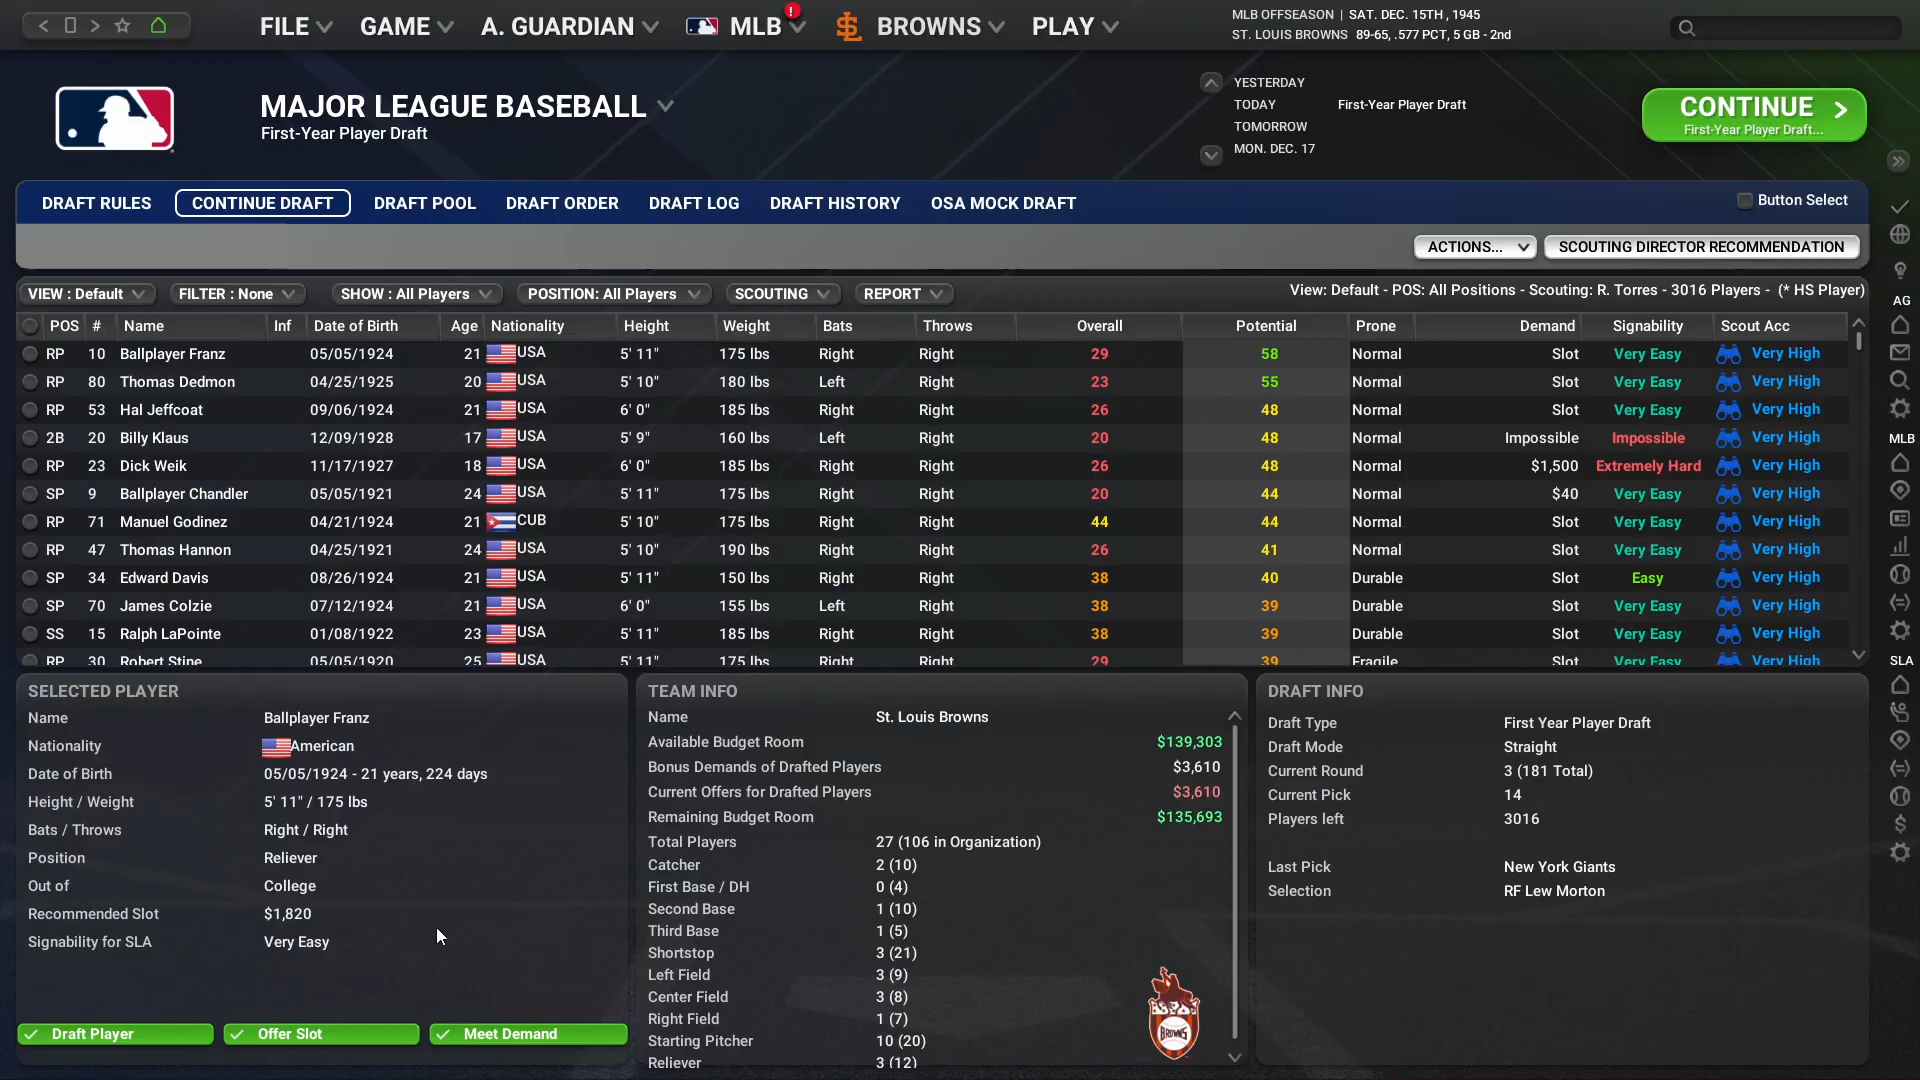 FILE GAME A. GUARDIAN MLB ! BROWNS PLAY
MLB OFFSEASON | SAT. DEC. 15TH , 1945
ST. LOUIS BROWNS 89-65, .577 PCT, 5 GB - 2nd
MAJOR LEAGUE BASEBALL
First-Year Player Draft
YESTERDAY
TODAY First-Year Player Draft
TOMORROW
MON. DEC. 17
CONTINUE
First-Year Player Draft...
DRAFT RULES CONTINUE DRAFT DRAFT POOL DRAFT ORDER DRAFT LOG DRAFT HISTORY OSA MOCK DRAFT Button Select
ACTIONS... SCOUTING DIRECTOR RECOMMENDATION
VIEW : Default FILTER : None SHOW : All Players POSITION: All Players SCOUTING REPORT View: Default - POS: All Positions - Scouting: R. Torres - 3016 Players - (* HS Player)
POS # Name Inf Date of Birth Age Nationality Height Weight Bats Throws Overall Potential Prone Demand Signability Scout Acc
RP 10 Ballplayer Franz 05/05/1924 21 USA 5' 11" 175 lbs Right Right 29 58 Normal Slot Very Easy Very High
RP 80 Thomas Dedmon 04/25/1925 20 USA 5' 10" 180 lbs Left Right 23 55 Normal Slot Very Easy Very High
RP 53 Hal Jeffcoat 09/06/1924 21 USA 6' 0" 185 lbs Right Right 26 48 Normal Slot Very Easy Very High
2B 20 Billy Klaus 12/09/1928 17 USA 5' 9" 160 lbs Left Right 20 48 Normal Impossible Impossible Very High
RP 23 Dick Weik 11/17/1927 18 USA 6' 0" 185 lbs Right Right 26 48 Normal $1,500 Extremely Hard Very High
SP 9 Ballplayer Chandler 05/05/1921 24 USA 5' 11" 175 lbs Right Right 20 44 Normal $40 Very Easy Very High
RP 71 Manuel Godinez 04/21/1924 21 CUB 5' 10" 175 lbs Right Right 44 44 Normal Slot Very Easy Very High
RP 47 Thomas Hannon 04/25/1921 24 USA 5' 10" 190 lbs Right Right 26 41 Normal Slot Very Easy Very High
SP 34 Edward Davis 08/26/1924 21 USA 5' 11" 150 lbs Right Right 38 40 Durable Slot Easy Very High
SP 70 James Colzie 07/12/1924 21 USA 6' 0" 155 lbs Left Right 38 39 Durable Slot Very Easy Very High
SS 15 Ralph LaPointe 01/08/1922 23 USA 5' 11" 185 lbs Right Right 38 39 Durable Slot Very Easy Very High
RP 30 Robert Stine 05/05/1920 25 USA 5' 11" 175 lbs Right Right 29 39 Fragile Slot Very Easy Very High
AG
MLB
SLA
SELECTED PLAYER
Name Ballplayer Franz
Nationality American
Date of Birth 05/05/1924 - 21 years, 224 days
Height / Weight 5' 11" / 175 lbs
Bats / Throws Right / Right
Position Reliever
Out of College
Recommended Slot $1,820
Signability for SLA Very Easy
Draft Player Offer Slot Meet Demand
TEAM INFO
Name St. Louis Browns
Available Budget Room $139,303
Bonus Demands of Drafted Players $3,610
Current Offers for Drafted Players $3,610
Remaining Budget Room $135,693
Total Players 27 (106 in Organization)
Catcher 2 (10)
First Base / DH 0 (4)
Second Base 1 (10)
Third Base 1 (5)
Shortstop 3 (21)
Left Field 3 (9)
Center Field 3 (8)
Right Field 1 (7)
Starting Pitcher 10 (20)
Reliever 3 (12)
BROWNS
DRAFT INFO
Draft Type First Year Player Draft
Draft Mode Straight
Current Round 3 (181 Total)
Current Pick 14
Players left 3016
Last Pick New York Giants
Selection RF Lew Morton